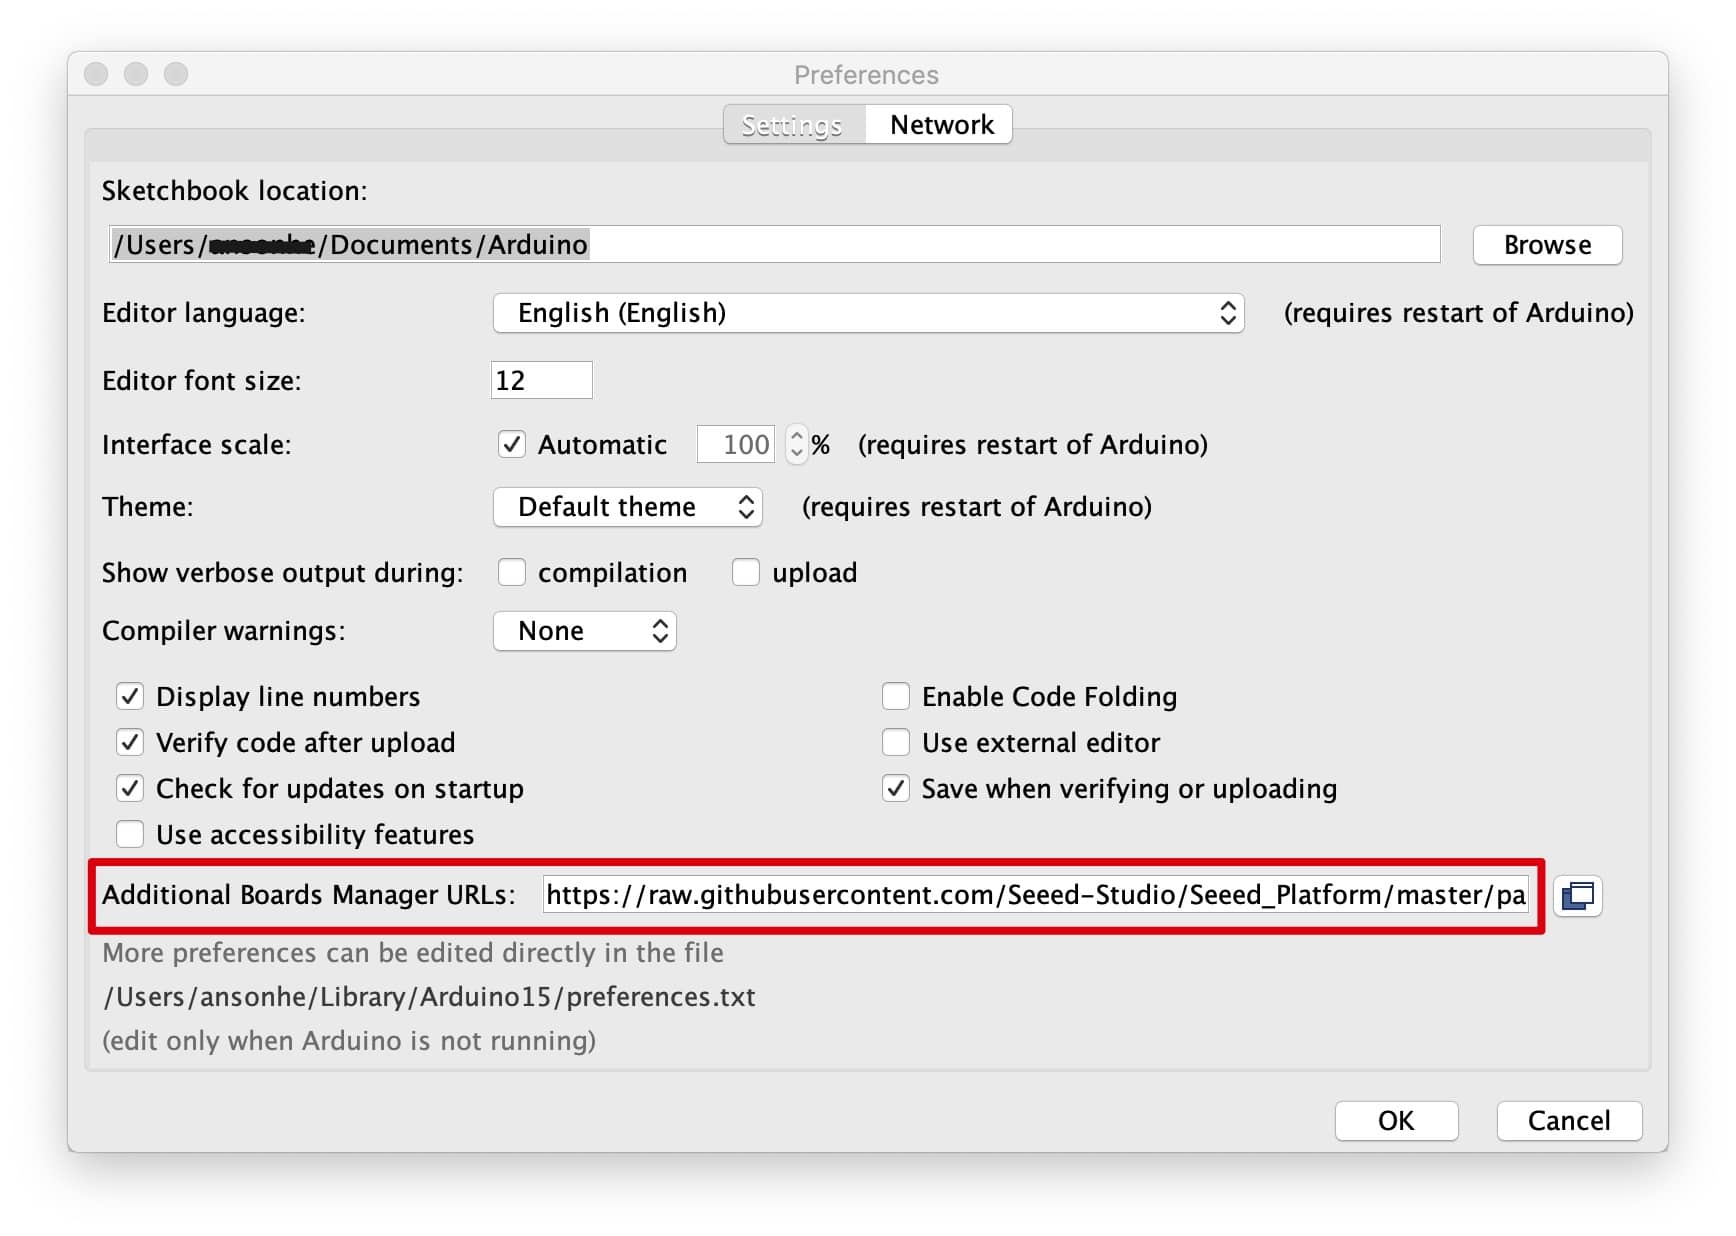 Preferences
Settings Network
Sketchbook location:
/Users/ /Documents/Arduino Browse
Editor language: English (English) (requires restart of Arduino)
Editor font size: 12
Interface scale: Automatic 100 % (requires restart of Arduino)
Theme: Default theme (requires restart of Arduino)
Show verbose output during: compilation upload
Compiler warnings: None
Display line numbers Enable Code Folding
Verify code after upload Use external editor
Check for updates on startup Save when verifying or uploading
Use accessibility features
Additional Boards Manager URLs: https://raw.githubusercontent.com/Seeed-Studio/Seeed_Platform/master/pa
More preferences can be edited directly in the file
/Users/ansonhe/Library/Arduino15/preferences.txt
(edit only when Arduino is not running)
OK Cancel